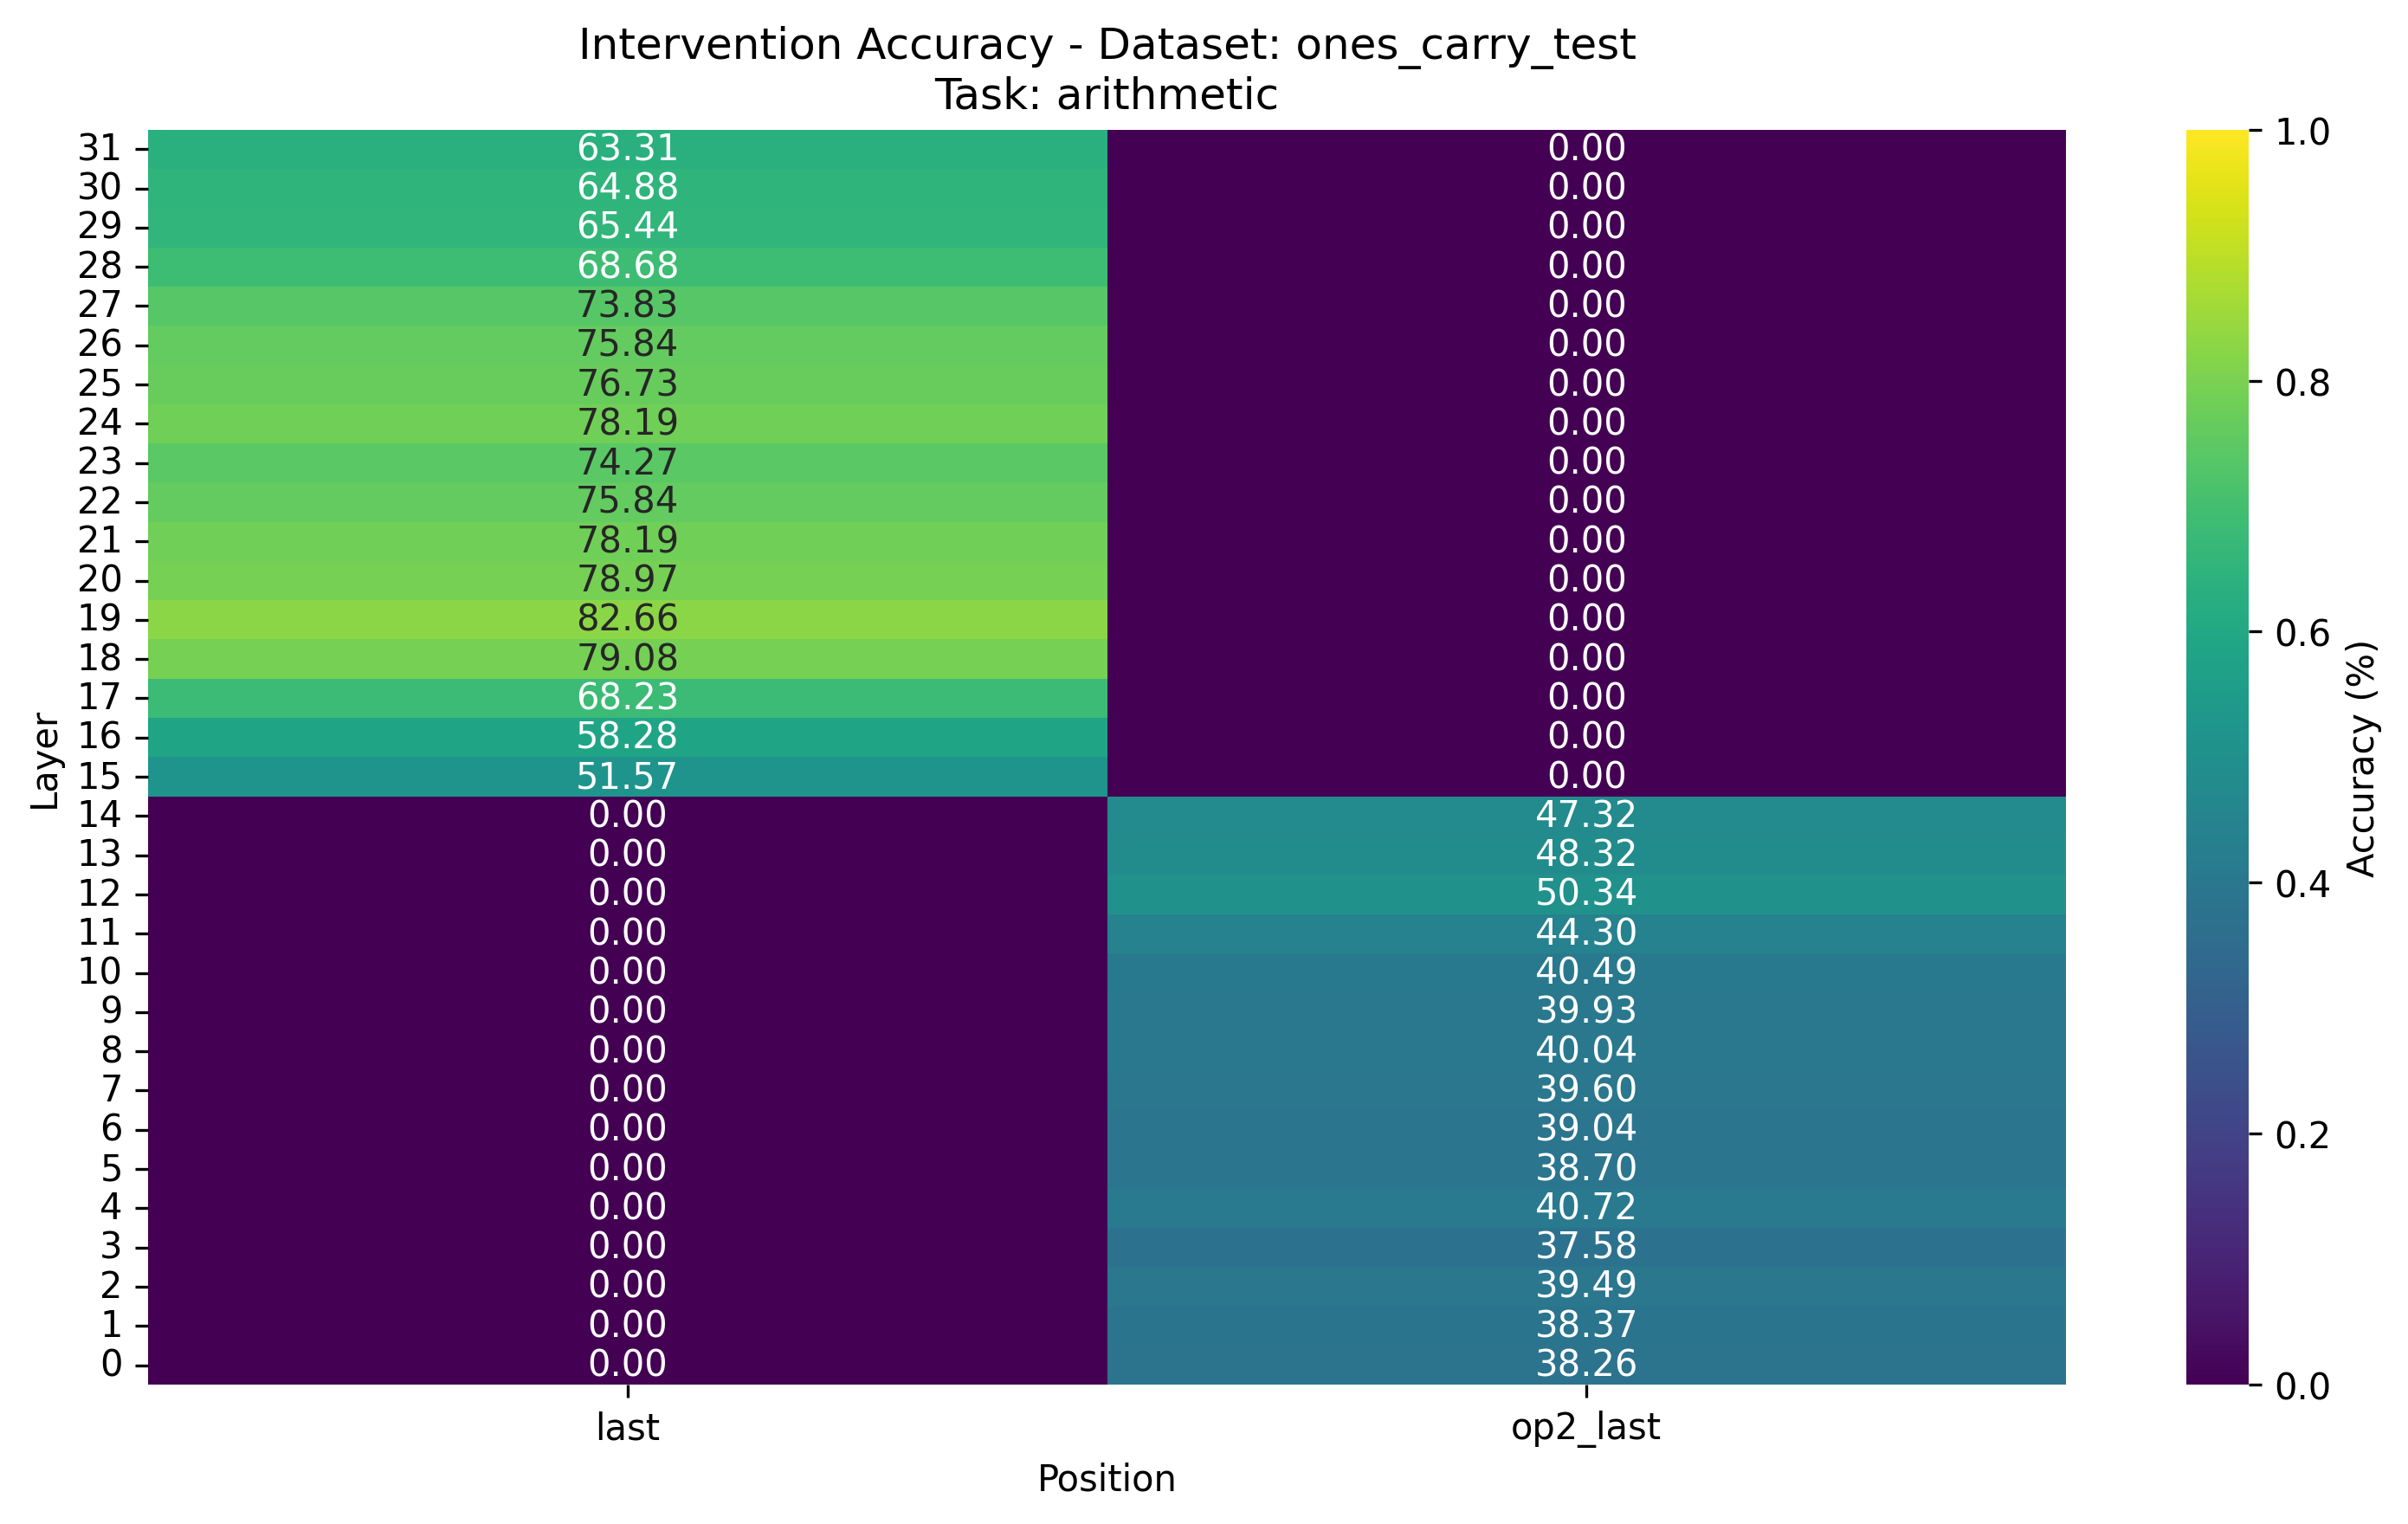 Intervention Accuracy - Dataset: ones_carry_test
Task: arithmetic
31 63.31 0.00
30 64.88 0.00
29 65.44 0.00
28 68.68 0.00
27 73.83 0.00
26 75.84 0.00
25 76.73 0.00
24 78.19 0.00
23 74.27 0.00
22 75.84 0.00
21 78.19 0.00
20 78.97 0.00
19 82.66 0.00
18 79.08 0.00
17 68.23 0.00
16 58.28 0.00
15 51.57 0.00
14 0.00 47.32
13 0.00 48.32
12 0.00 50.34
11 0.00 44.30
10 0.00 40.49
9 0.00 39.93
8 0.00 40.04
7 0.00 39.60
6 0.00 39.04
5 0.00 38.70
4 0.00 40.72
3 0.00 37.58
2 0.00 39.49
1 0.00 38.37
0 0.00 38.26
last op2_last
Position
Layer
1.0
0.8
0.6
0.4
0.2
0.0
Accuracy (%)